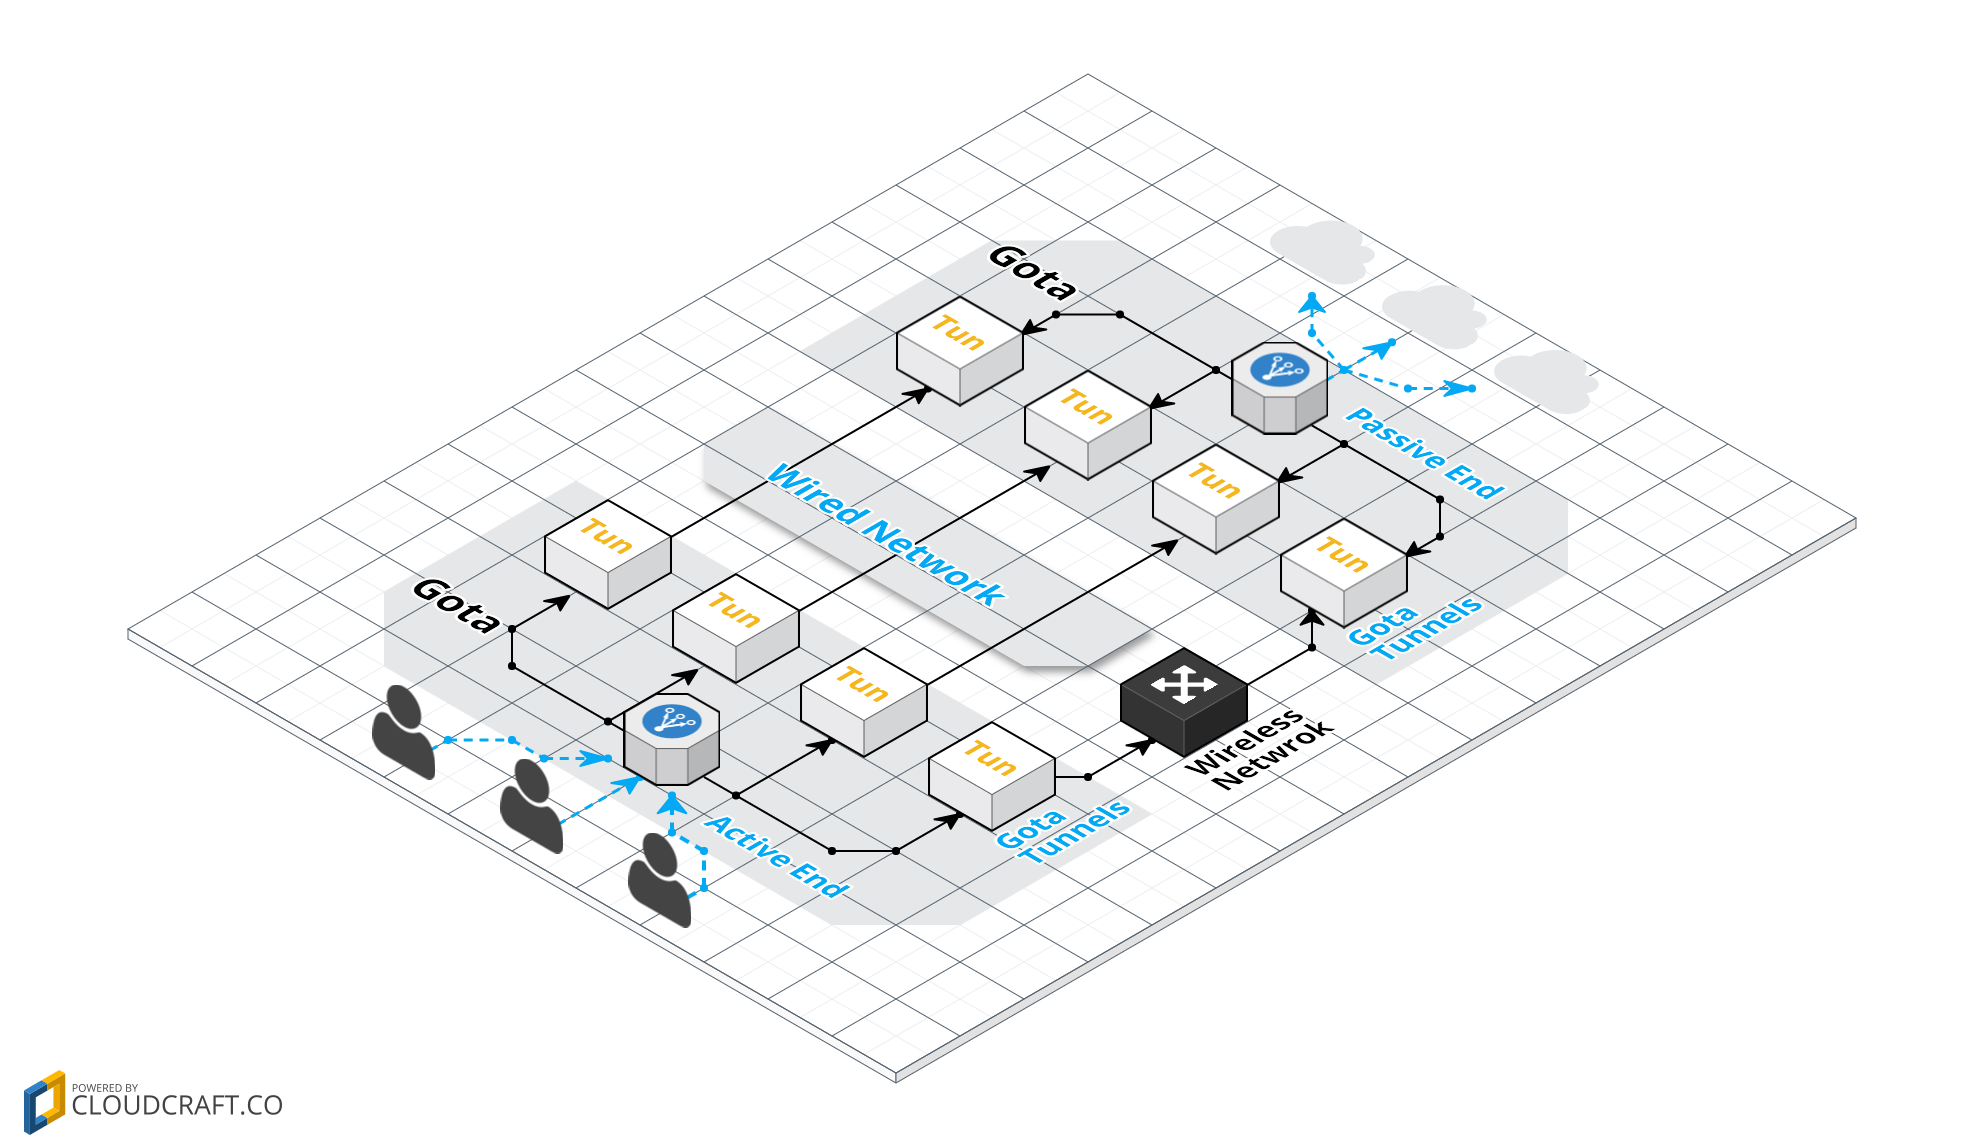 Gota
Tun
Tun
Passive End
Tun
Wired Network
Tun
Tun
Gota
Tun
Gota
Tunnels
Tun
Wireless
Netwrok
Tun
Gota
Tunnels
Active End
POWERED BY
CLOUDCRAFT.CO